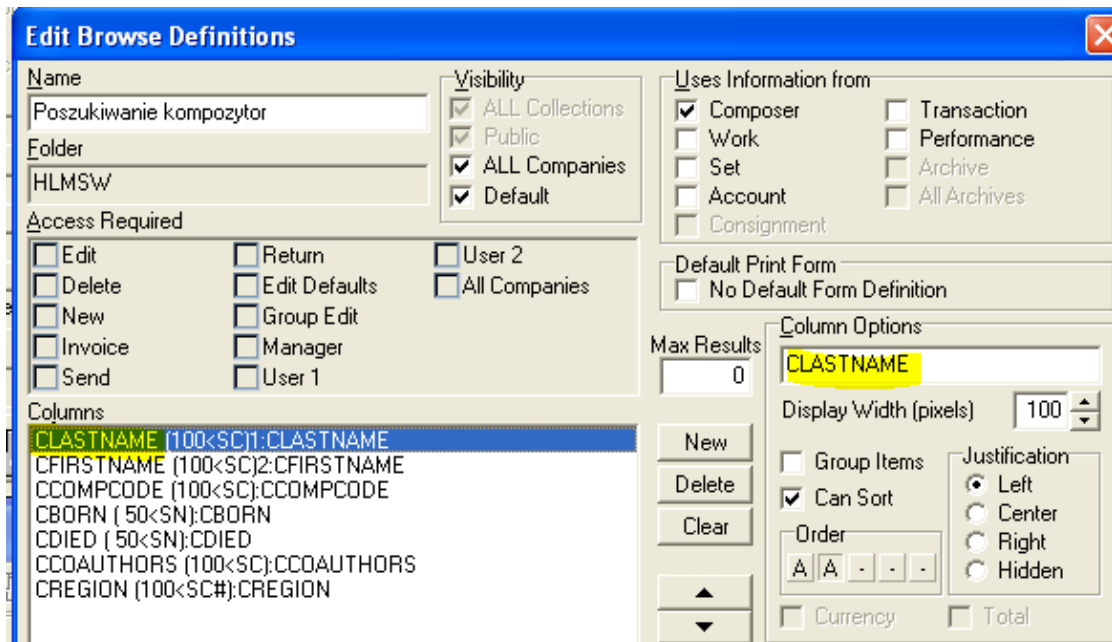 Edit Browse Definitions
Name
Poszukiwanie kompozytor
Folder
HLMSW
Visibility
ALL Collections
Public
ALL Companies
Default
Uses Information from
Composer
Transaction
Work
Performance
Set
Archive
Account
All Archives
Consignment
Access Required
Edit
Return
User 2
Delete
Edit Defaults
All Companies
New
Group Edit
Invoice
Manager
Send
User 1
Default Print Form
No Default Form Definition
Max Results
0
Column Options
CLASTNAME
Display Width (pixels)
100
Columns
CLASTNAME (100<SC)1:CLASTNAME
CFIRSTNAME (100<SC)2:CFIRSTNAME
CCOMPCODE (100<SC):CCOMPCODE
CBORN ( 50<SN):CBORN
CDIED ( 50<SN):CDIED
CCOAUTHORS (100<SC):CCOAUTHORS
CREGION (100<SC#):CREGION
New
Delete
Clear
Group Items
Can Sort
Order
A A - - -
Justification
Left
Center
Right
Hidden
Currency
Total